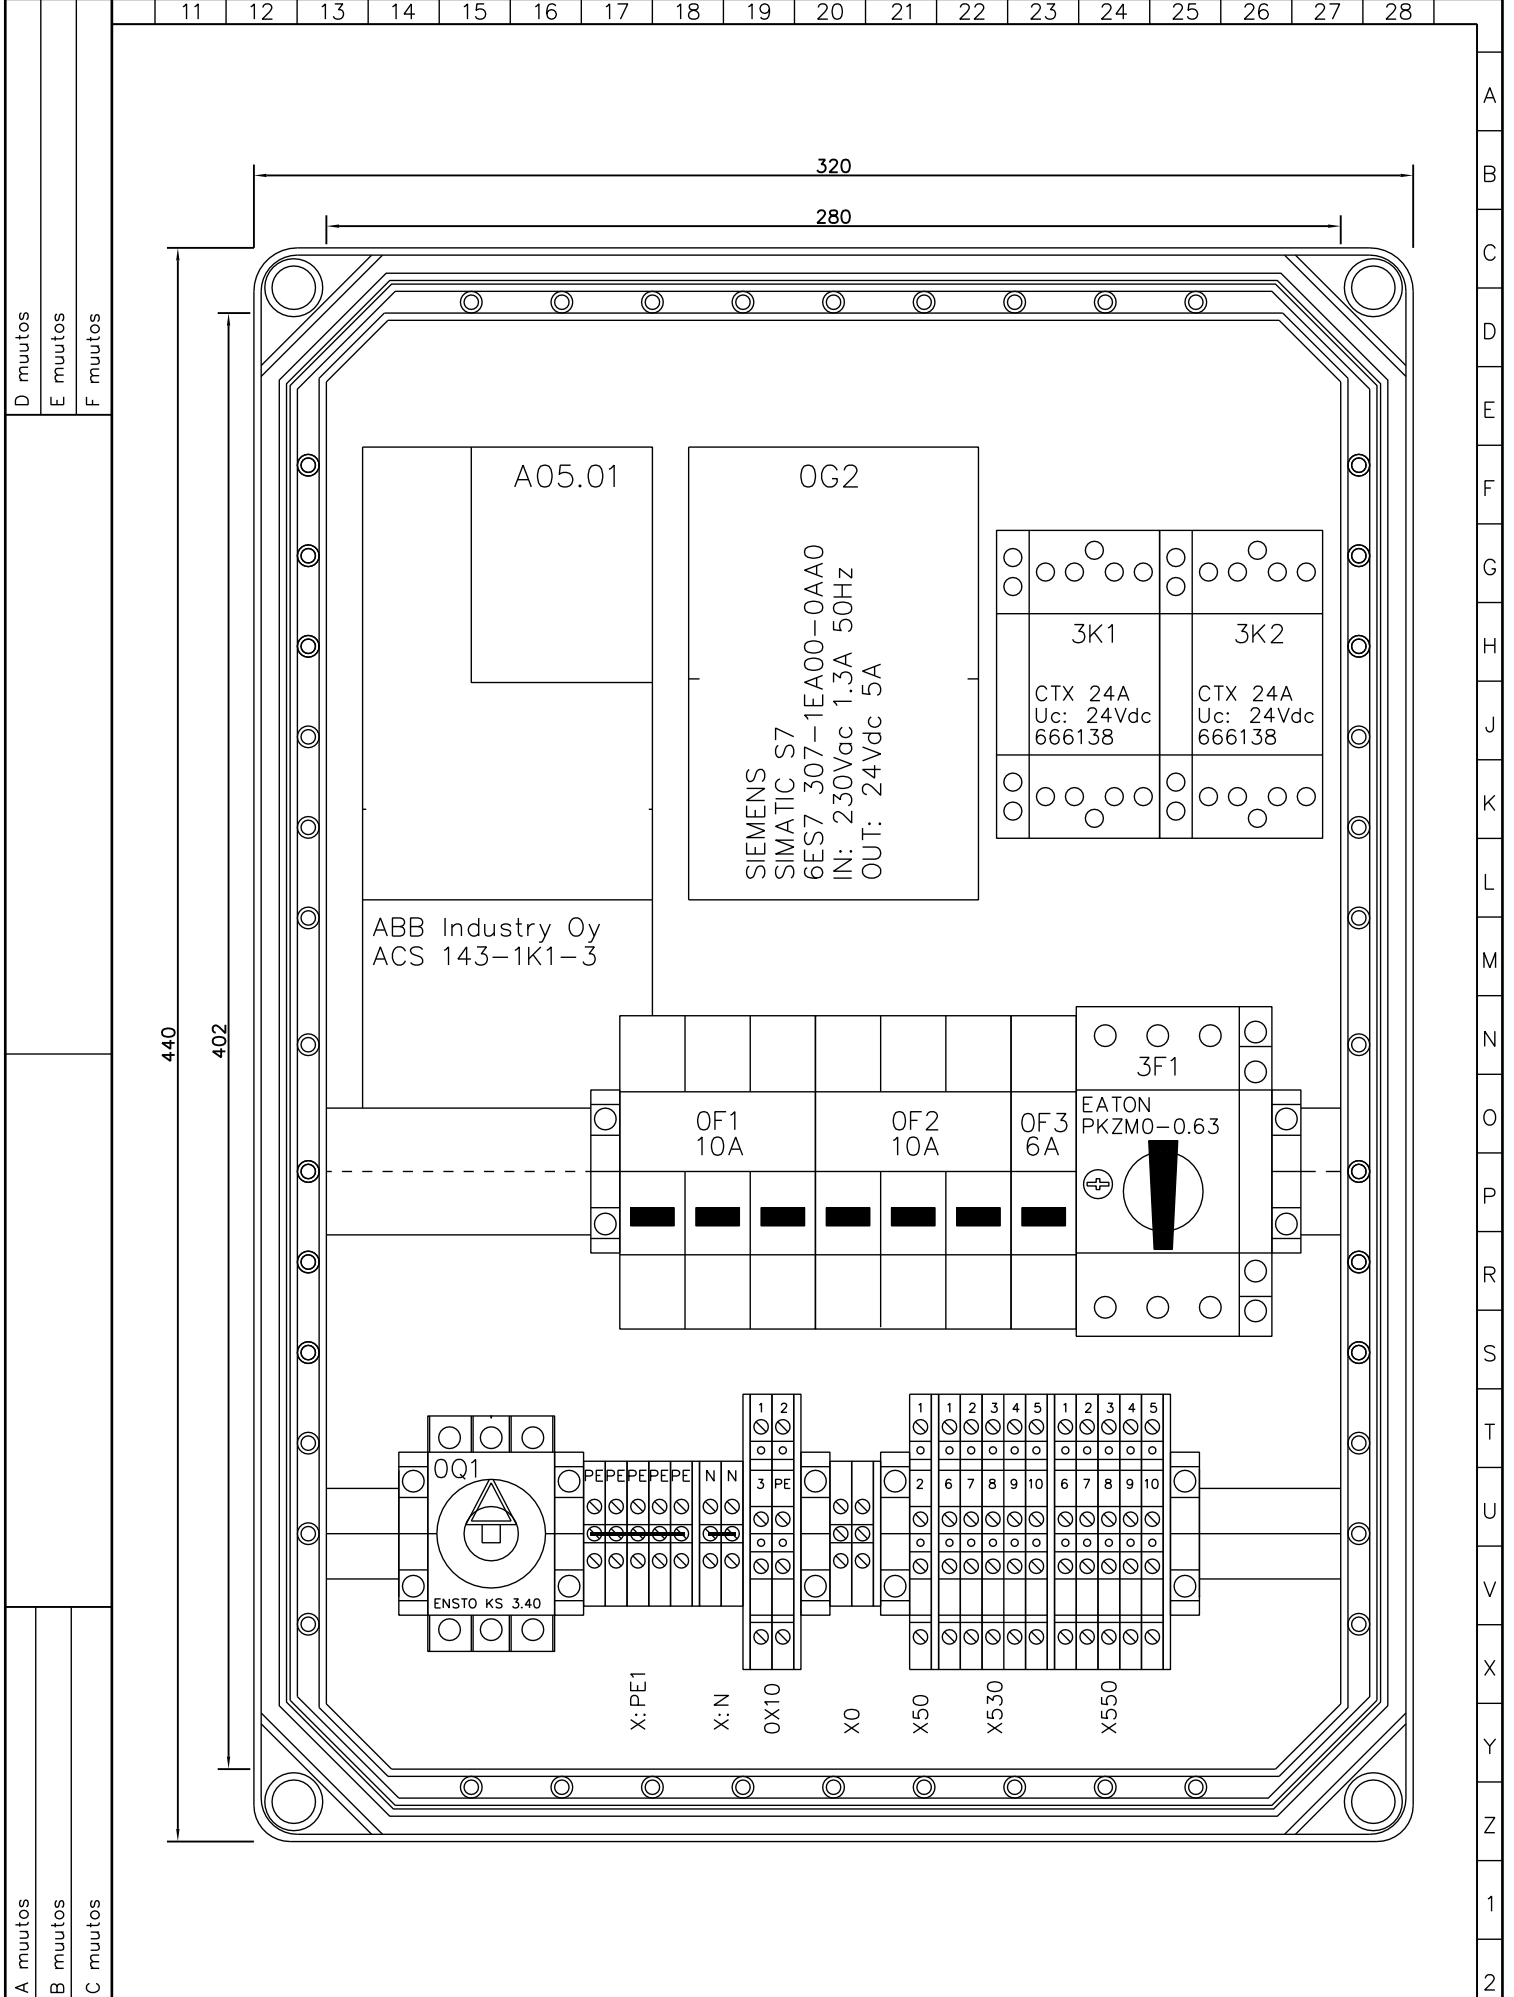 11 12 13 14 15 16 17 18 19 20 21 22 23 24 25 26 27 28
A
B
C
D
E
F
G
H
J
K
L
M
N
O
P
R
S
T
U
V
X
Y
Z
1
2
D muutos
E muutos
F muutos
A muutos
B muutos
C muutos
320
280
440
402
A05.01
0G2
SIEMENS
SIMATIC S7
6ES7 307-1EA00-0AA0
IN: 230Vac 1.3A 50Hz
OUT: 24Vdc 5A
3K1
CTX 24A
Uc: 24Vdc
666138
3K2
CTX 24A
Uc: 24Vdc
666138
ABB Industry Oy
ACS 143-1K1-3
0F1
10A
0F2
10A
0F3
6A
3F1
EATON
PKZM0-0.63
0Q1
ENSTO KS 3.40
PE PE PE PE PE N N
1 2
3 PE
1 1 2 3 4 5 1 2 3 4 5
2 6 7 8 9 10 6 7 8 9 10
X:PE1
X:N
0X10
X0
X50
X530
X550